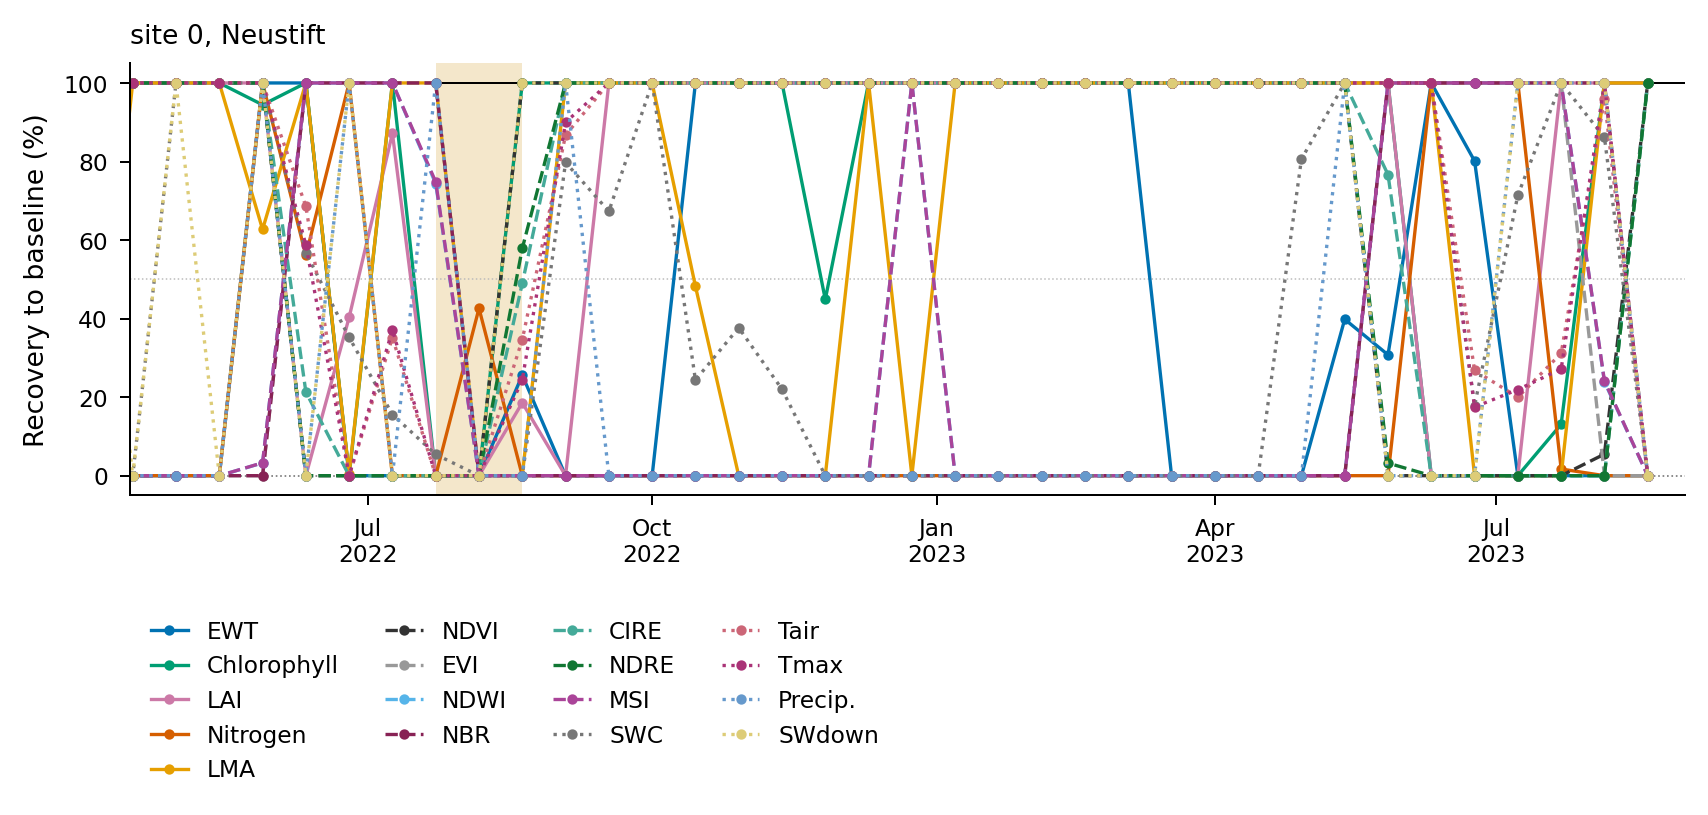 site 0, Neustift
Recovery to baseline (%)
100
80
60
40
20
0
Jul
2022
Oct
2022
Jan
2023
Apr
2023
Jul
2023
EWT
Chlorophyll
LAI
Nitrogen
LMA
NDVI
EVI
NDWI
NBR
CIRE
NDRE
MSI
SWC
Tair
Tmax
Precip.
SWdown